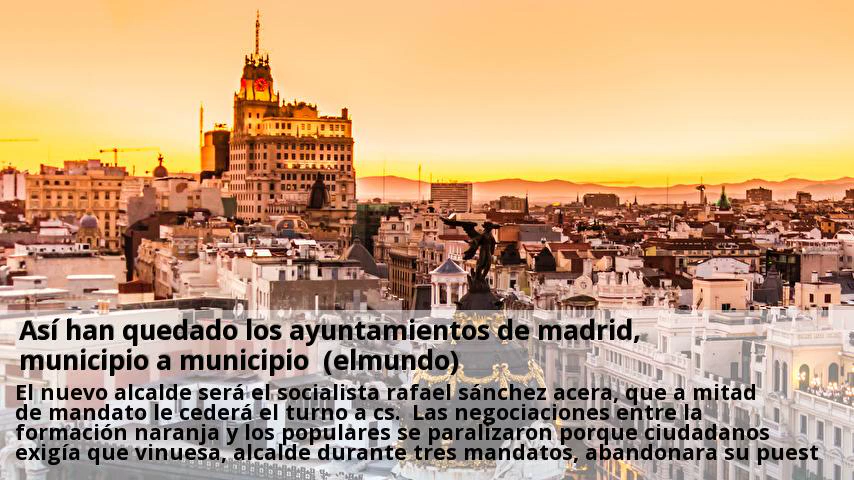 Así han quedado los ayuntamientos de madrid,
municipio a municipio (elmundo)
El nuevo alcalde será el socialista rafael sánchez acera, que a mitad
de mandato le cederá el turno a cs. Las negociaciones entre la
formación naranja y los populares se paralizaron porque ciudadanos
exigía que vinuesa, alcalde durante tres mandatos, abandonara su puest